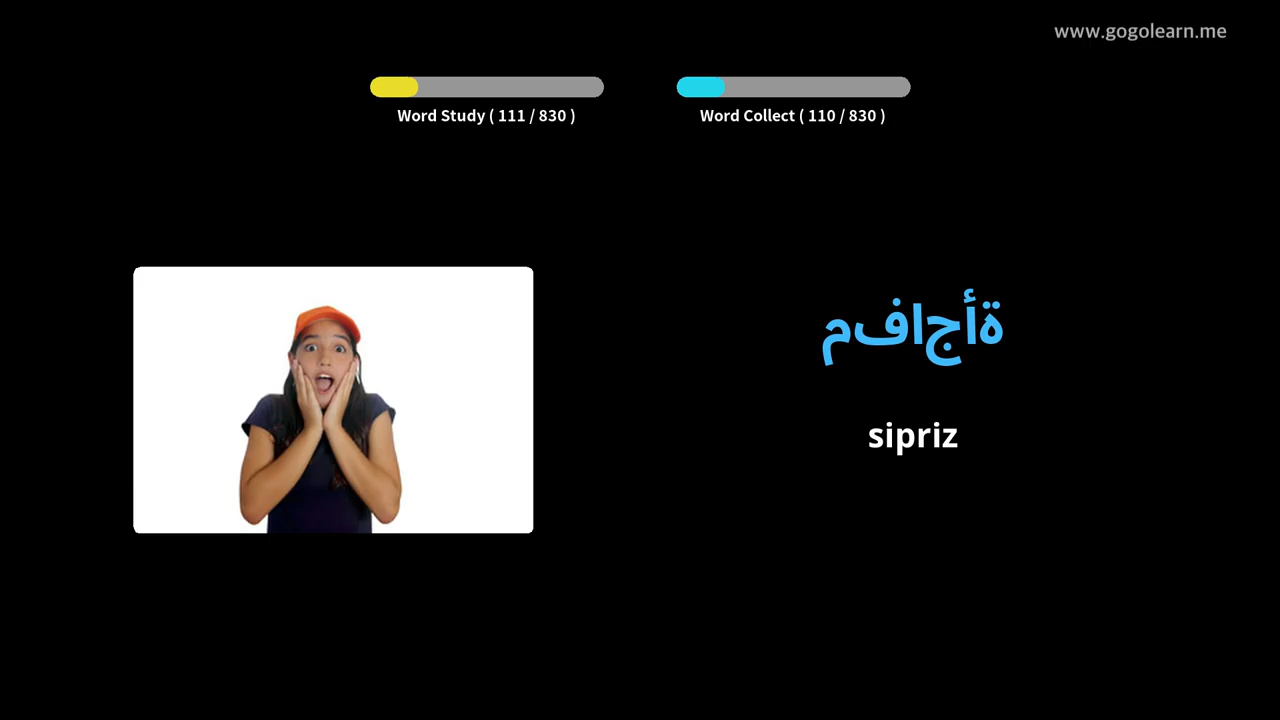 www.gogolearn.me
Word Study ( 111 / 830 )
Word Collect ( 110 / 830 )
ةأجافم
sipriz